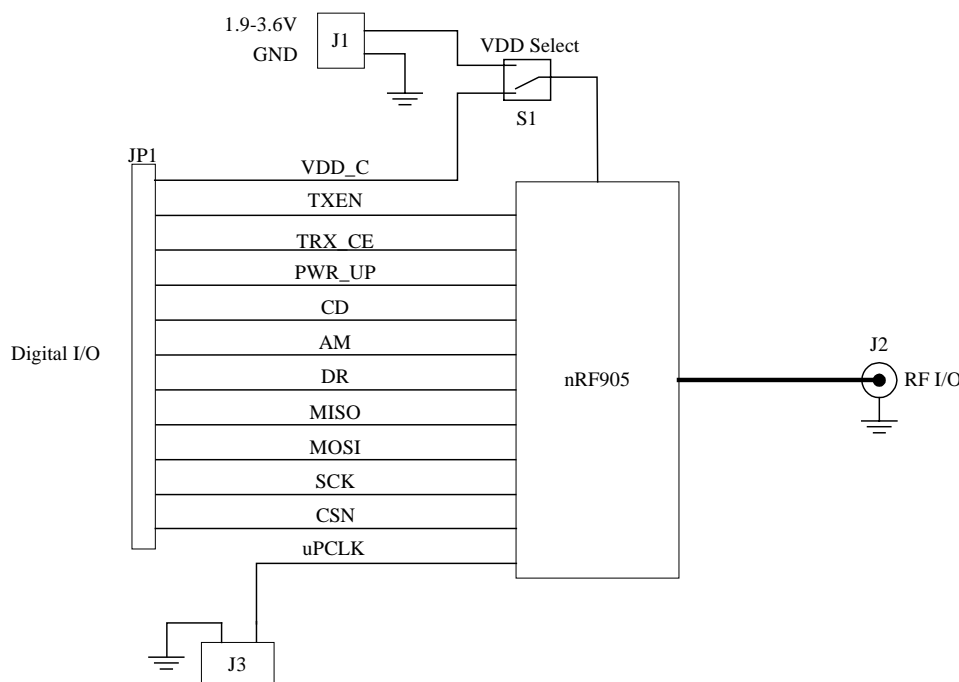 1.9-3.6V
J1
GND
VDD Select
S1
JP1
VDD_C
TXEN
TRX_CE
PWR_UP
CD
AM
Digital I/O
DR
nRF905
J2
RF I/O
MISO
MOSI
SCK
CSN
uPCLK
J3